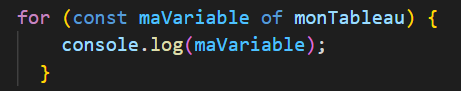 for (const maVariable of monTableau) {
    console.log(maVariable);
  }